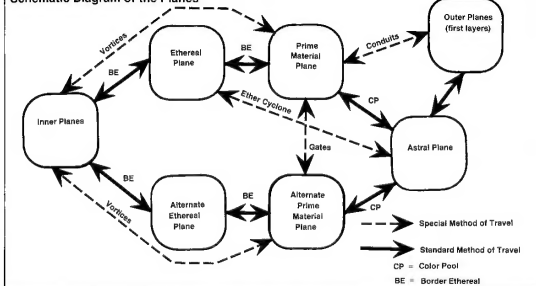 Schematic Diagram of the Planes
Outer Planes
(first layers)
Vortices
Conduits
Ethereal
Plane
BE
Prime
Material
Plane
BE
CP
Ether Cyclone
Inner Planes
Astral Plane
Gates
BE
Alternate
Ethereal
Plane
BE
Alternate
Prime
Material
Plane
CP
Vortices
Special Method of Travel
Standard Method of Travel
CP = Color Pool
BE = Border Ethereal